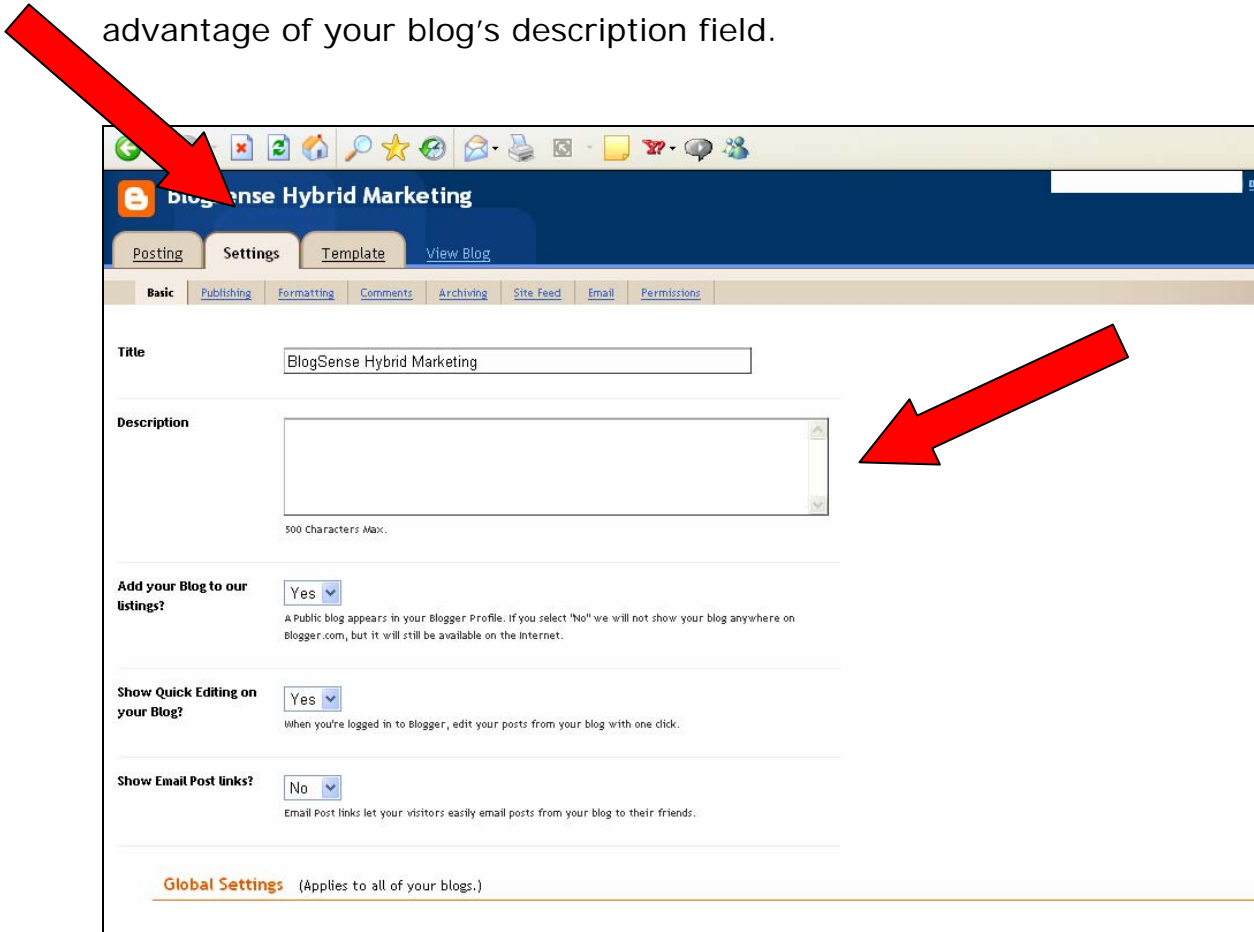 advantage of your blog's description field.
BlogSense Hybrid Marketing
Posting Settings Template View Blog
Basic Publishing Formatting Comments Archiving Site Feed Email Permissions
Title
BlogSense Hybrid Marketing
Description
500 Characters Max.
Add your Blog to our
listings?
Yes
A Public blog appears in your Blogger Profile. If you select "No" we will not show your blog anywhere on
Blogger.com, but it will still be available on the Internet.
Show Quick Editing on
your Blog?
Yes
When you're logged in to Blogger, edit your posts from your blog with one click.
Show Email Post links?
No
Email Post links let your visitors easily email posts from your blog to their friends.
Global Settings (Applies to all of your blogs.)